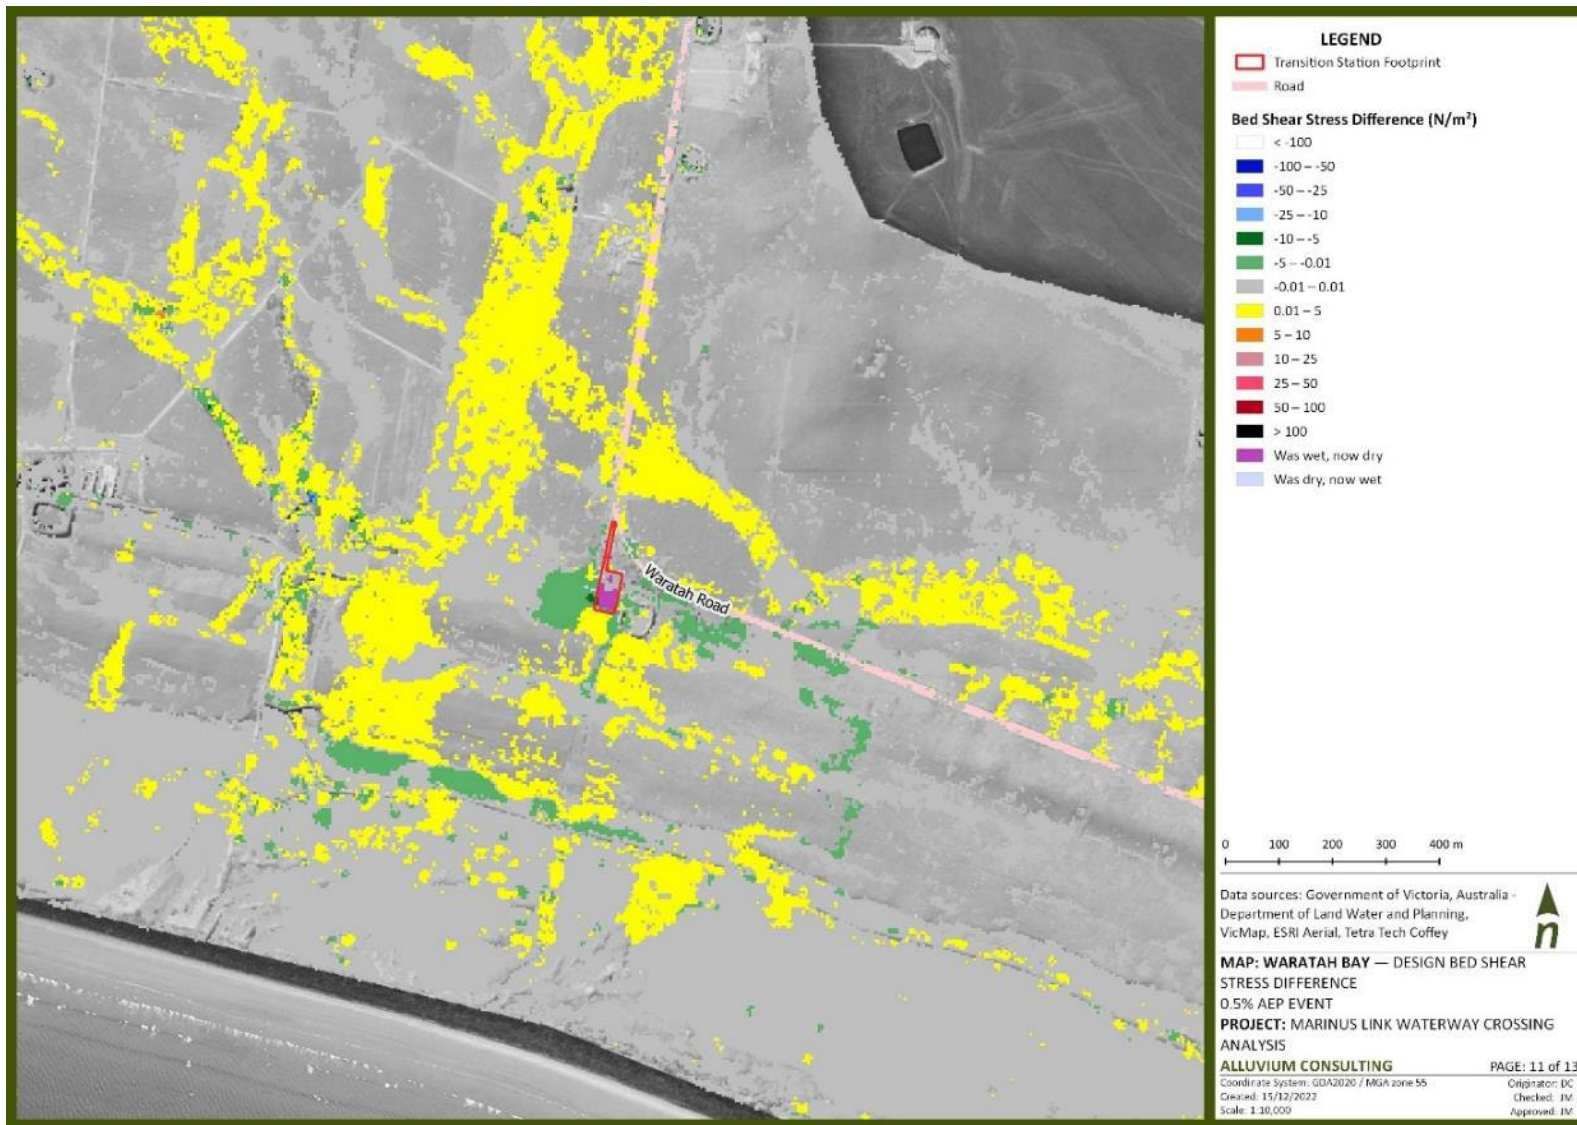 Waratah Road
LEGEND
Transition Station Footprint
Road
Bed Shear Stress Difference (N/m²)
< -100
-100 – -50
-50 – -25
-25 – -10
-10 – -5
-5 – -0.01
-0.01 – 0.01
0.01 – 5
5 – 10
10 – 25
25 – 50
50 – 100
> 100
Was wet, now dry
Was dry, now wet
0 100 200 300 400 m
Data sources: Government of Victoria, Australia -
Department of Land Water and Planning,
VicMap, ESRI Aerial, Tetra Tech Coffey
n
MAP: WARATAH BAY — DESIGN BED SHEAR
STRESS DIFFERENCE
0.5% AEP EVENT
PROJECT: MARINUS LINK WATERWAY CROSSING
ANALYSIS
ALLUVIUM CONSULTING PAGE: 11 of 13
Coordinate System: GDA2020 / MGA zone 55 Originator: DC
Created: 15/12/2022 Checked: JM
Scale: 1:10,000 Approved: JM